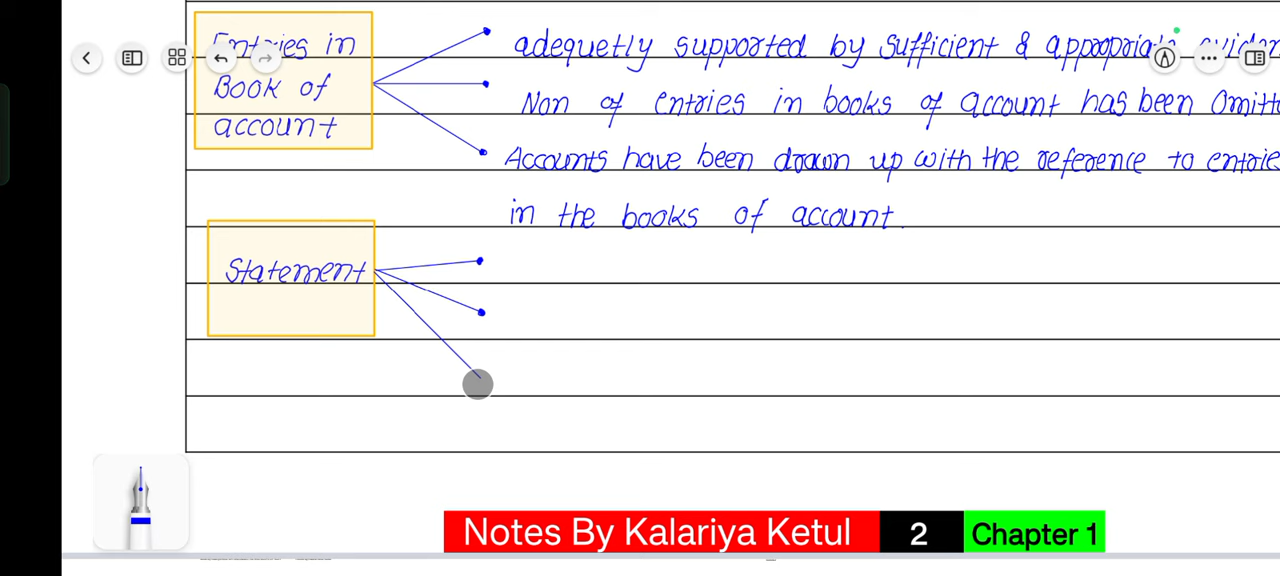 Entries in
Book of
account
adequetly supported by sufficient & appropriate
Non of entries in books of account has been
Accounts have been drawn up with the reference to
in the books of account.
Statement
Notes By Kalariya Ketul 2 Chapter 1